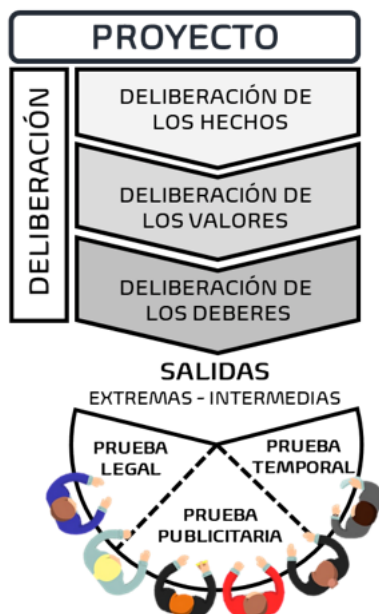 PROYECTO
DELIBERACIÓN
DELIBERACIÓN DE
LOS HECHOS
DELIBERACIÓN DE
LOS VALORES
DELIBERACIÓN DE
LOS DEBERES
SALIDAS
EXTREMAS - INTERMEDIAS
PRUEBA
LEGAL
PRUEBA
TEMPORAL
PRUEBA
PUBLICITARIA